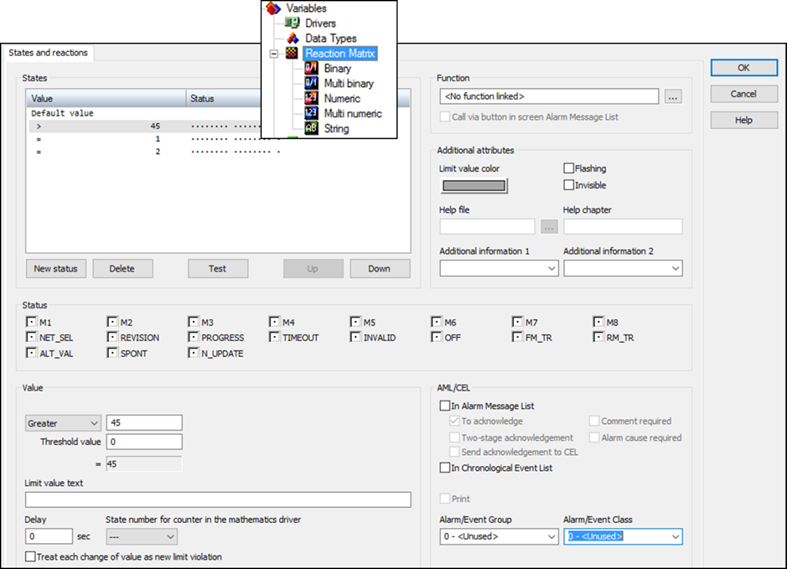 Variables
Drivers
Data Types
Reaction Matrix
Binary
Multi binary
Numeric
Multi numeric
String
States and reactions
States
Value Status
Default value
> 45 ........ ........
= 1 ........ ........ .
= 2 ........ ........ .
New status Delete Test Up Down
Function
<No function linked> ...
Call via button in screen Alarm Message List
Additional attributes
Limit value color Flashing
Invisible
Help file Help chapter
...
Additional information 1 Additional information 2
OK
Cancel
Help
Status
M1 M2 M3 M4 M5 M6 M7 M8
NET_SEL REVISION PROGRESS TIMEOUT INVALID OFF FM_TR RM_TR
ALT_VAL SPONT N_UPDATE
Value
Greater 45
Threshold value 0
= 45
Limit value text
Delay State number for counter in the mathematics driver
0 sec ---
Treat each change of value as new limit violation
AML/CEL
In Alarm Message List
To acknowledge Comment required
Two-stage acknowledgement Alarm cause required
Send acknowledgement to CEL
In Chronological Event List
Print
Alarm/Event Group Alarm/Event Class
0 - <Unused> 0 - <Unused>